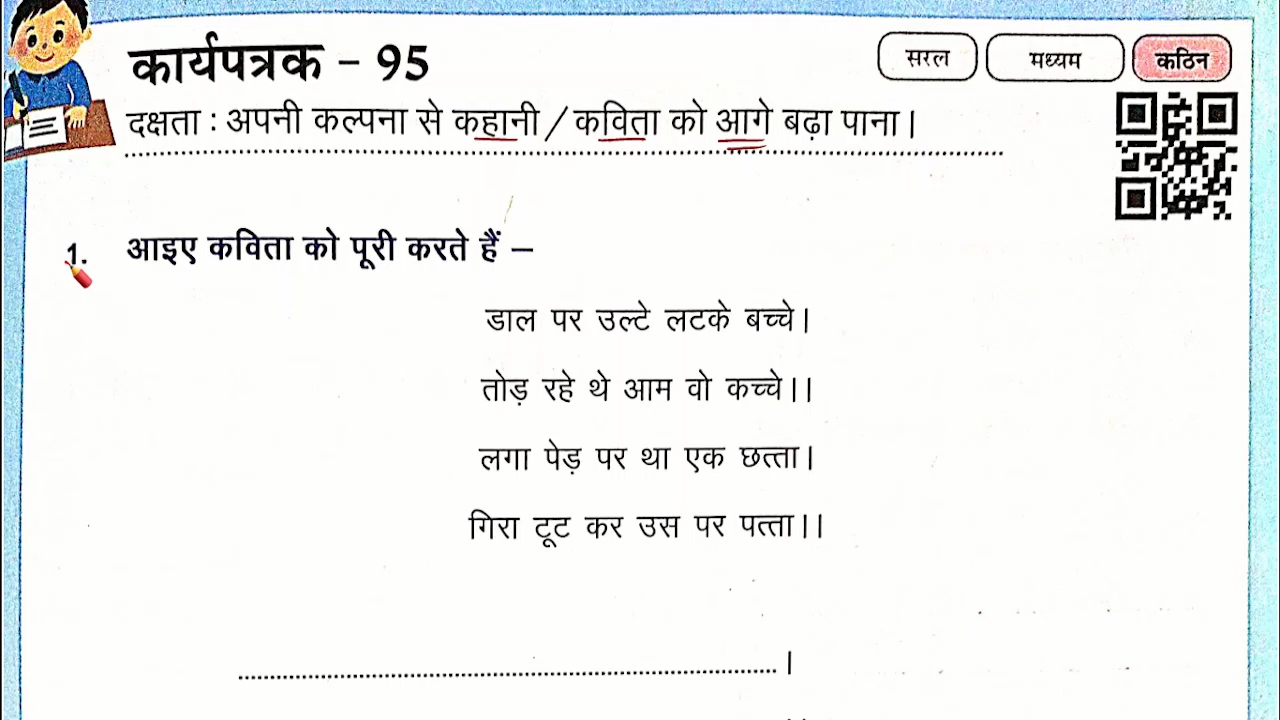 कार्यपत्रक – 95
सरल मध्यम कठिन
दक्षता : अपनी कल्पना से कहानी / कविता को आगे बढ़ा पाना।
1. आइए कविता को पूरी करते हैं –
डाल पर उल्टे लटके बच्चे।
तोड़ रहे थे आम वो कच्चे।।
लगा पेड़ पर था एक छत्ता।
गिरा टूट कर उस पर पत्ता।।
.................................................................. ।